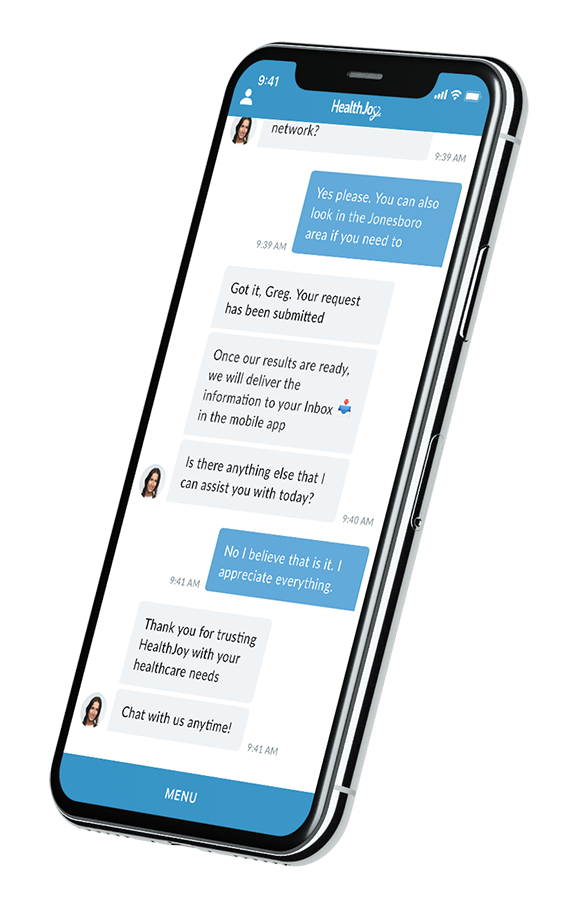 9:41
HealthJoy
network?
9:39 AM
Yes please. You can also
look in the Jonesboro
area if you need to
9:39 AM
Got it, Greg. Your request
has been submitted
Once our results are ready,
we will deliver the
information to your Inbox 📥
in the mobile app
Is there anything else that I
can assist you with today?
9:40 AM
No I believe that is it. I
appreciate everything.
9:41 AM
Thank you for trusting
HealthJoy with your
healthcare needs
Chat with us anytime!
9:41 AM
MENU